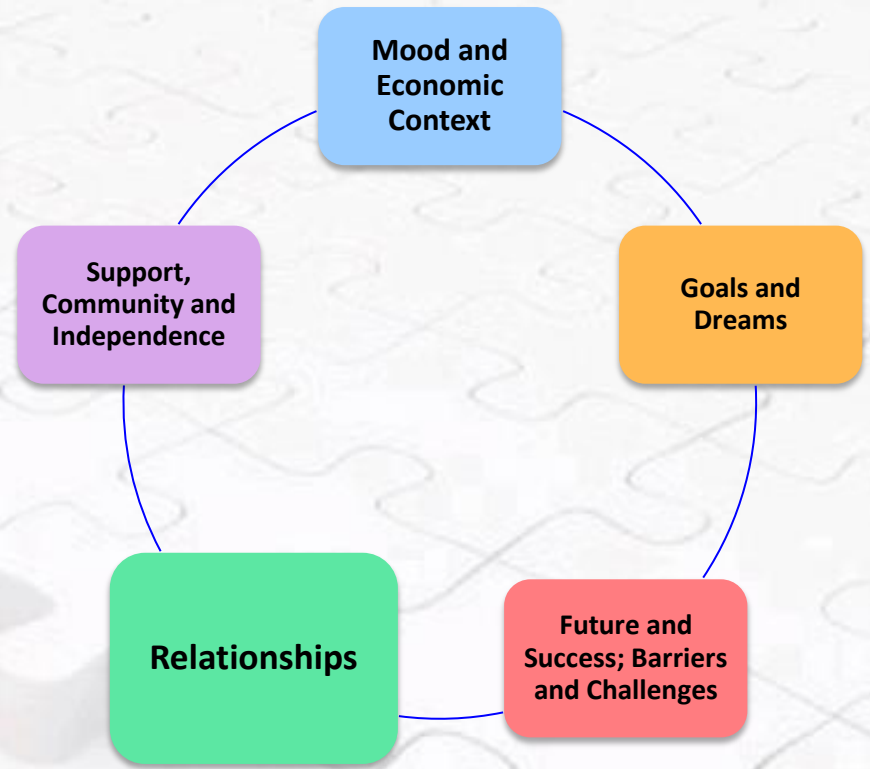 Mood and
Economic
Context
Goals and
Dreams
Future and
Success; Barriers
and Challenges
Relationships
Support,
Community and
Independence